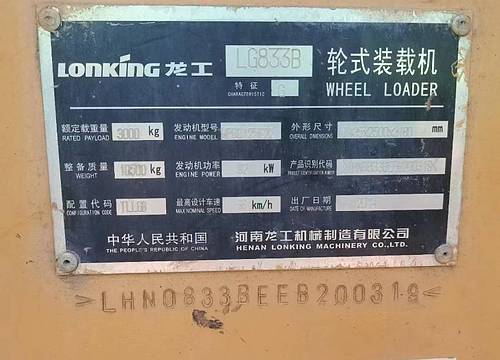 LONKING 龙工
LG833B
特征 G
CHARACTERISTIC
轮式装载机
WHEEL LOADER
额定载重量 3000 kg
RATED PAYLOAD
发动机型号
ENGINE MODEL
外形尺寸 mm
OVERALL DIMENSIONS
整备质量 kg
WEIGHT
发动机功率 kW
ENGINE POWER
产品识别代码
PRODUCT IDENTIFICATION NUMBER
配置代码
CONFIGURATION CODE
最高设计车速 km/h
MAX NOMINAL SPEED
出厂日期
DATE OF MANUFACTURE
中华人民共和国
THE PEOPLE'S REPUBLIC OF CHINA
河南龙工机械制造有限公司
HENAN LONKING MACHINERY CO.,LTD.
>LHN0833BEEB200319<